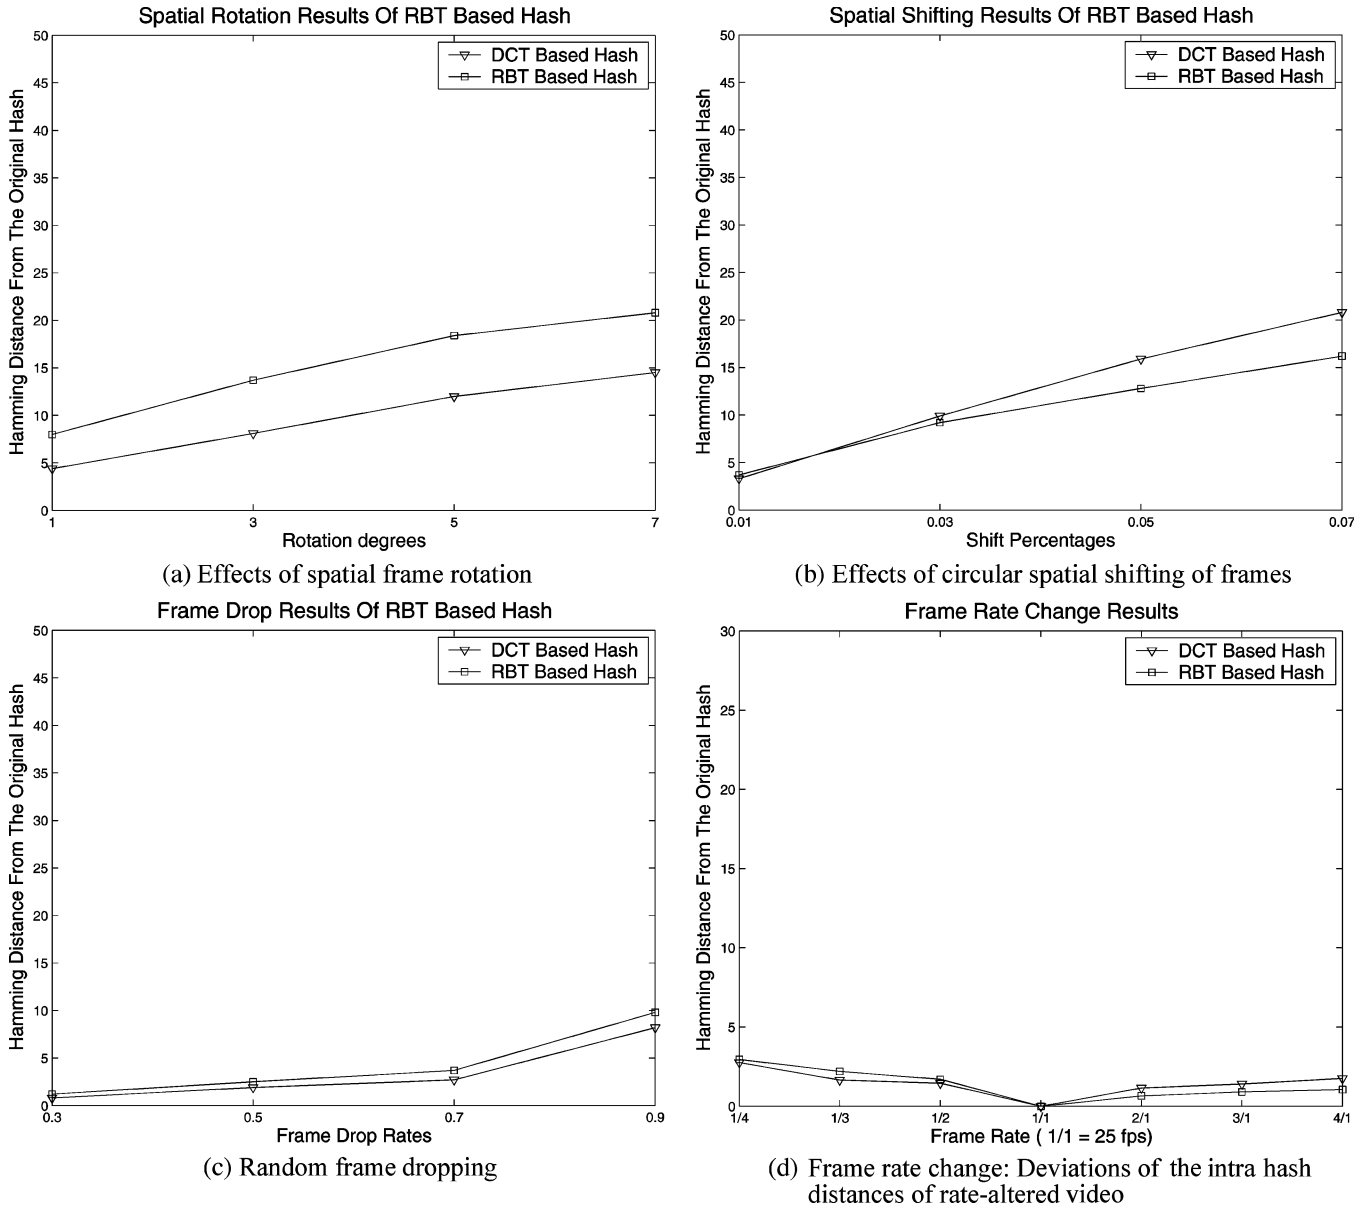 Spatial Rotation Results Of RBT Based Hash
50
45
40
35
30
25
20
15
10
5
0
Hamming Distance From The Original Hash
DCT Based Hash
RBT Based Hash
1 3 5 7
Rotation degrees
(a) Effects of spatial frame rotation
Spatial Shifting Results Of RBT Based Hash
50
45
40
35
30
25
20
15
10
5
0
Hamming Distance From The Original Hash
DCT Based Hash
RBT Based Hash
0.01 0.03 0.05 0.07
Shift Percentages
(b) Effects of circular spatial shifting of frames
Frame Drop Results Of RBT Based Hash
50
45
40
35
30
25
20
15
10
5
0
Hamming Distance From The Original Hash
DCT Based Hash
RBT Based Hash
0.3 0.5 0.7 0.9
Frame Drop Rates
(c) Random frame dropping
Frame Rate Change Results
30
25
20
15
10
5
0
Hamming Distance From The Original Hash
DCT Based Hash
RBT Based Hash
1/4 1/3 1/2 1/1 2/1 3/1 4/1
Frame Rate ( 1/1 = 25 fps)
(d) Frame rate change: Deviations of the intra hash
distances of rate-altered video